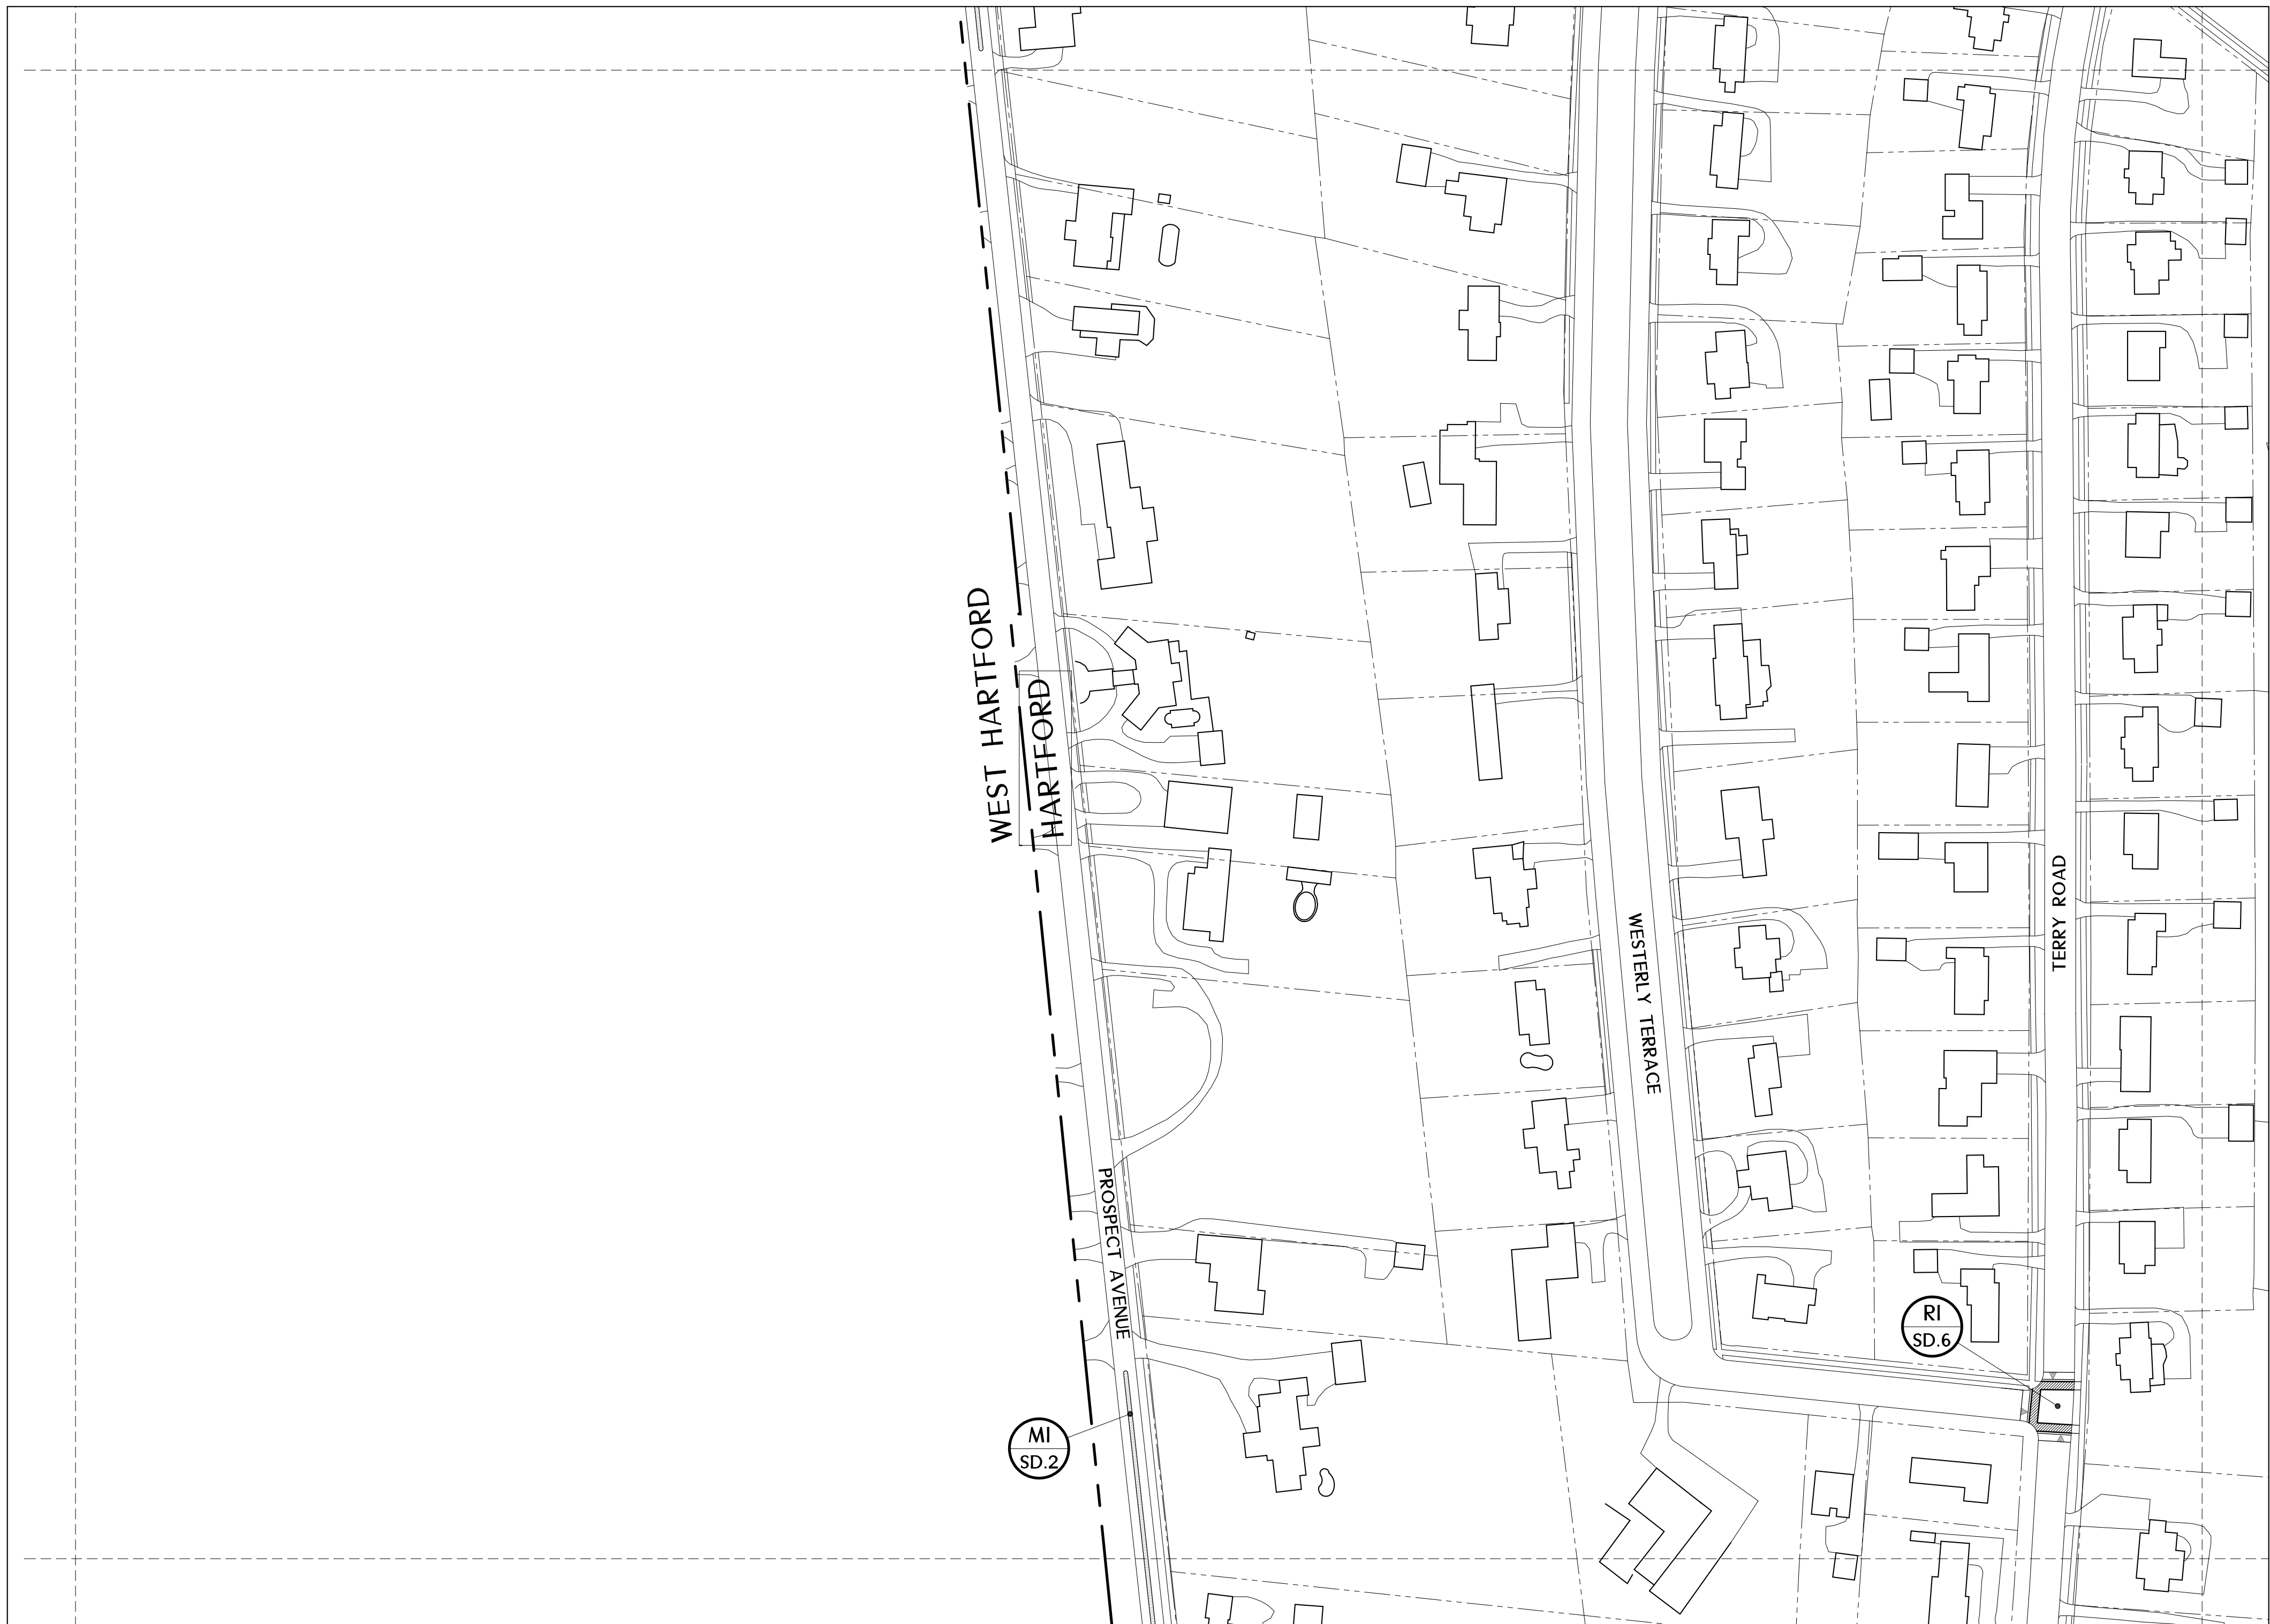 WEST HARTFORD
HARTFORD
PROSPECT AVENUE
WESTERLY TERRACE
TERRY ROAD
RI
SD.6
MI
SD.2